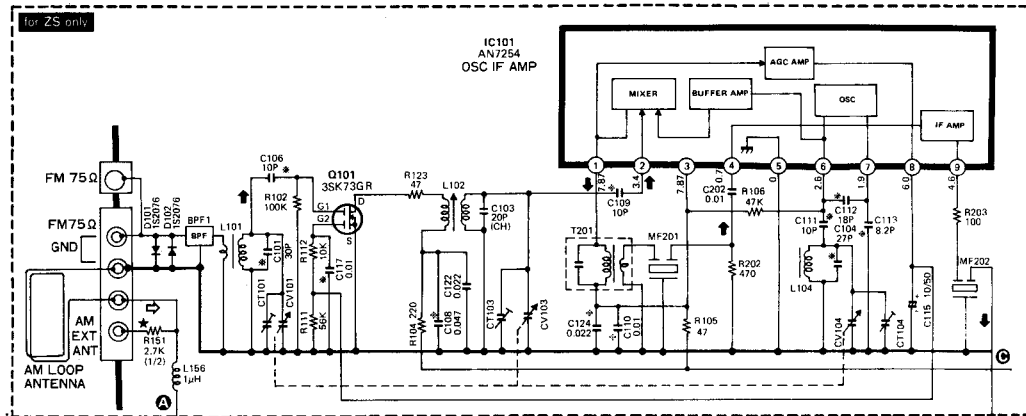 for ZS only
IC101
AN7254
OSC IF AMP
AGC AMP
MIXER
BUFFER AMP
OSC
IF AMP
1
2
3
4
5
6
7
8
9
7.87
3.4
7.87
0.7
0
2.6
1.9
6.0
4.6
FM 75Ω
FM75Ω
GND
AM
EXT
ANT
AM LOOP
ANTENNA
D101
1S2076
D102
1S2076
BPF1
BPF
L101
C106
10P
R102
100K
C101
30P
CT101
CV101
Q101
3SK73GR
G1
G2
D
S
R112
10K
C117
0.01
R111
56K
R123
47
L102
C103
20P
(CH)
R104 220
C108
0.047
C122
0.022
CT103
CV103
C109
10P
T201
MF201
C124
0.022
C110
0.01
R105
47
C202
0.01
R106
47K
R202
470
C111
10P
C112
18P
C104
27P
C113
8.2P
L104
CV104
CT104
C115 10/50
R203
100
MF202
R151
2.7K
(1/2)
L156
1μH
A
C